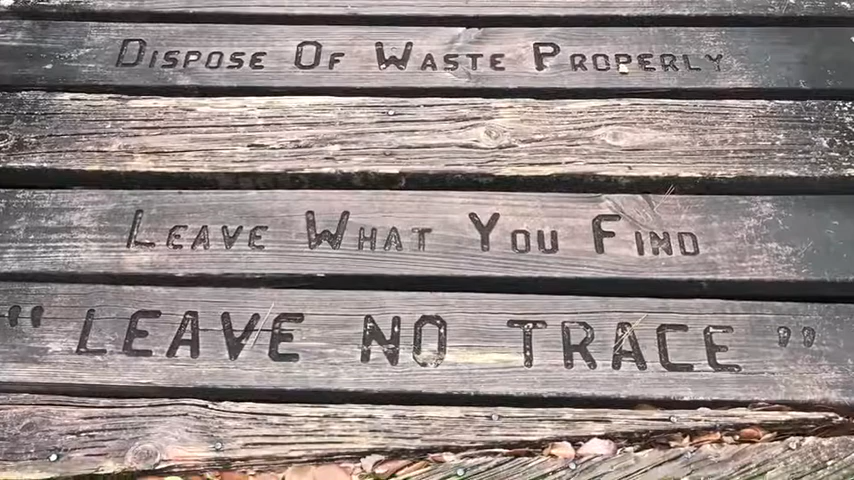 Dispose Of Waste Properly
Leave What You Find
"LEAVE NO TRACE"